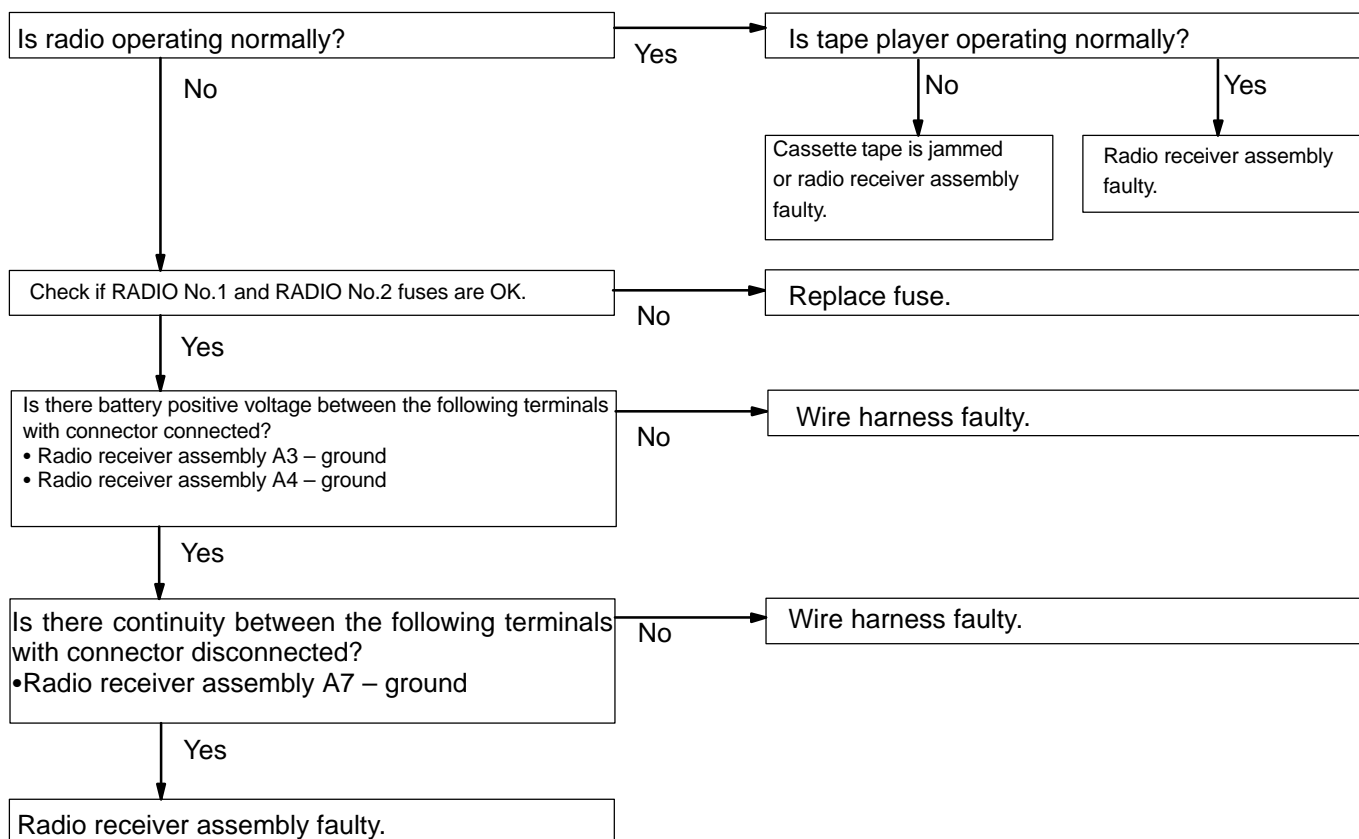 Is radio operating normally?
Yes
Is tape player operating normally?
No
No
Yes
Cassette tape is jammed
or radio receiver assembly
faulty.
Radio receiver assembly
faulty.
Check if RADIO No.1 and RADIO No.2 fuses are OK.
No
Replace fuse.
Yes
Is there battery positive voltage between the following terminals
with connector connected?
• Radio receiver assembly A3 – ground
• Radio receiver assembly A4 – ground
No
Wire harness faulty.
Yes
Is there continuity between the following terminals
with connector disconnected?
•Radio receiver assembly A7 – ground
No
Wire harness faulty.
Yes
Radio receiver assembly faulty.